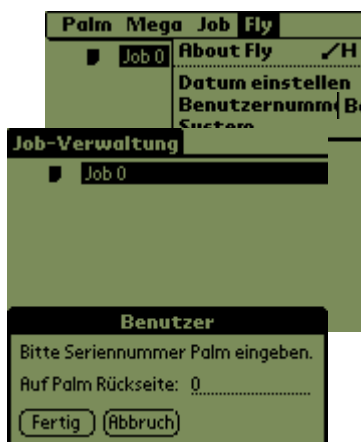 Palm Mega Job Fly
Job 0 About Fly /H
Datum einstellen
Benutzernumm
Job-Verwaltung
Job 0
Benutzer
Bitte Seriennummer Palm eingeben.
Auf Palm Rückseite: 0
Fertig Abbruch